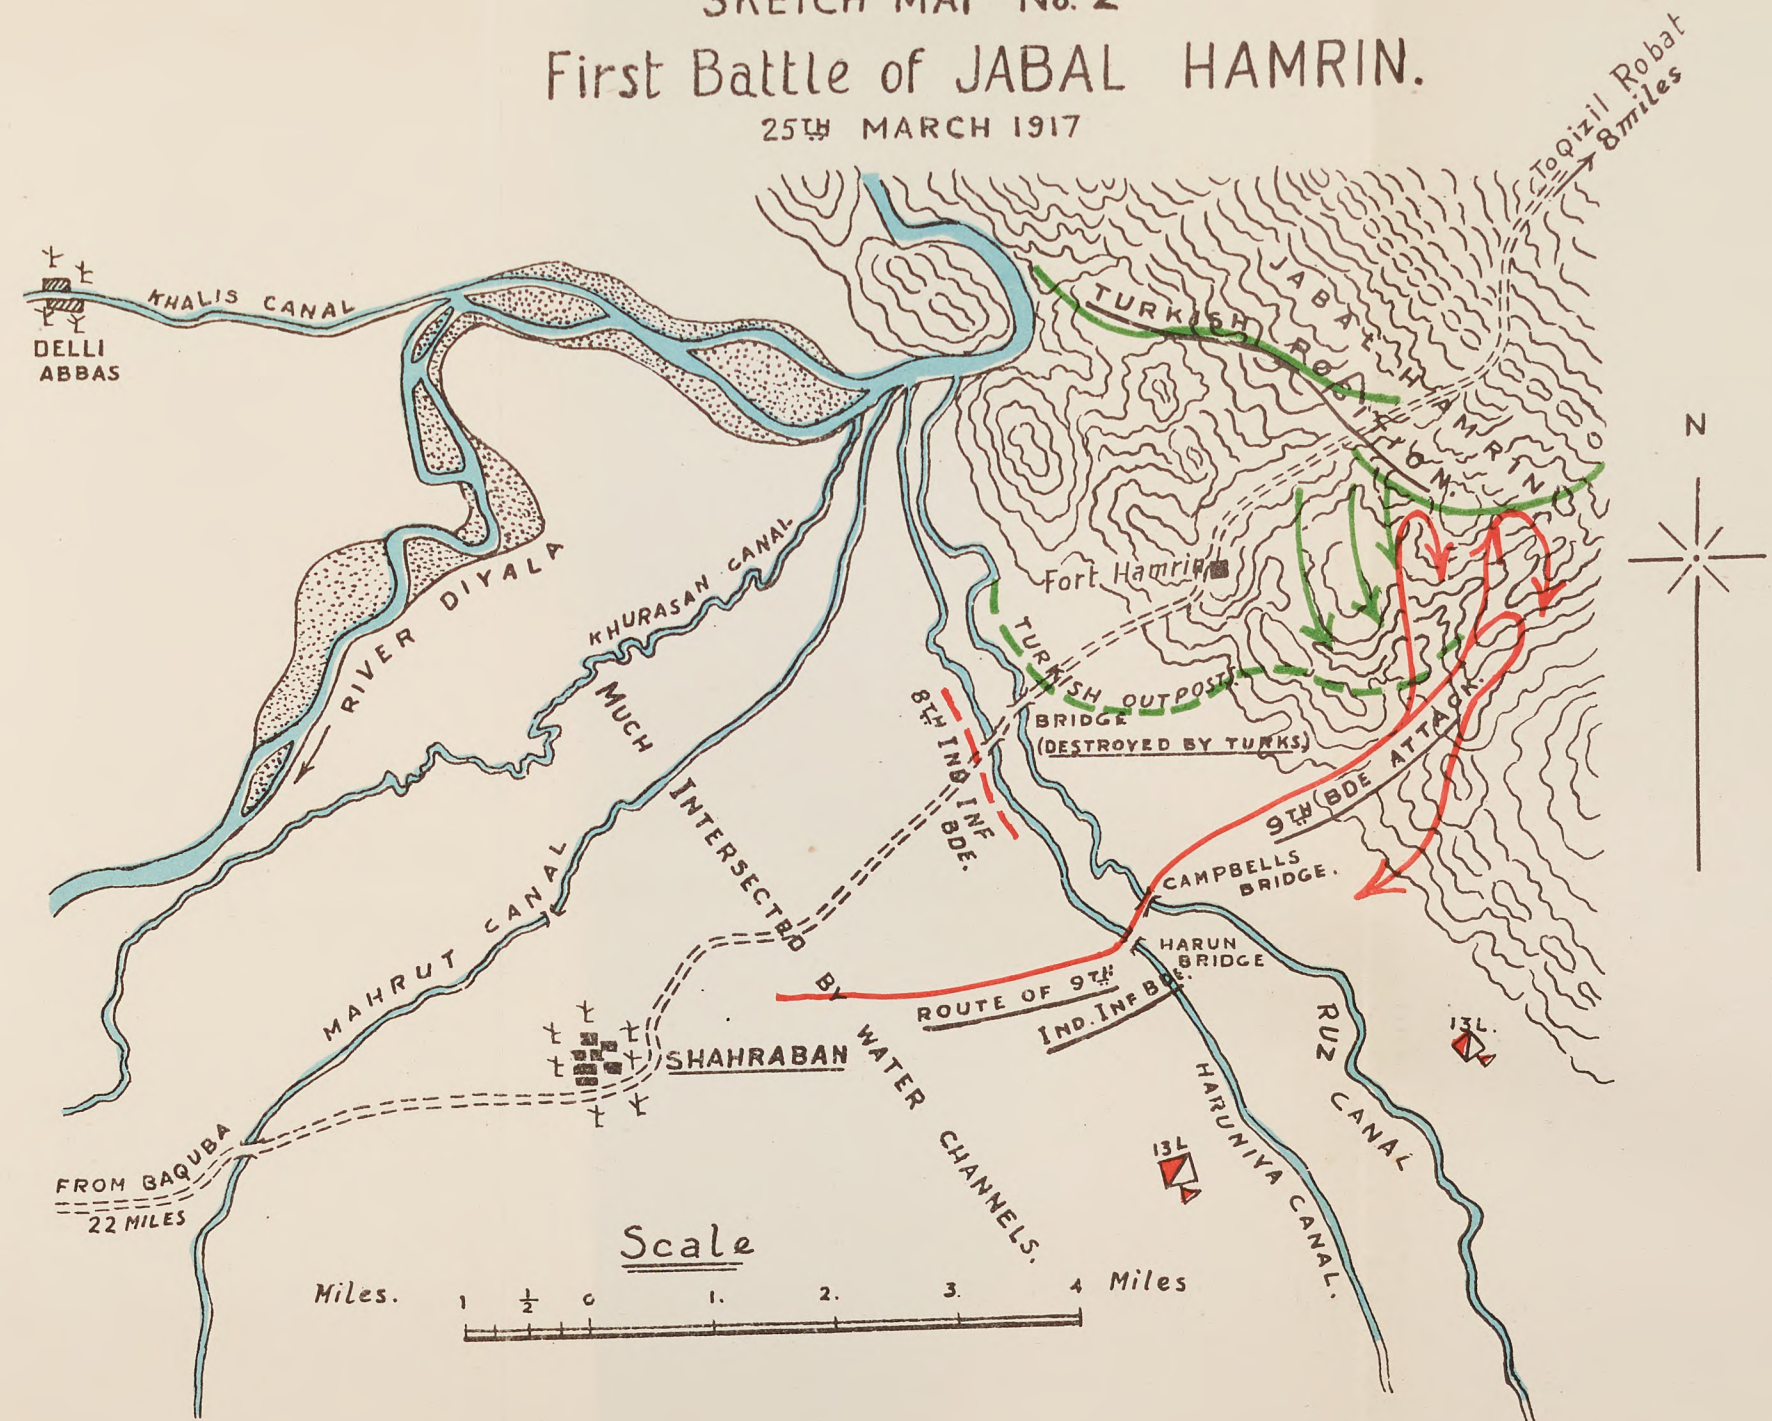 SKETCH MAP No. 2
First Battle of JABAL HAMRIN.
25TH MARCH 1917
To Qizil Robat
8 miles
KHALIS CANAL
DELLI
ABBAS
TURKISH POSITION.
JABAL HAMRIN
N
RIVER DIYALA
KHURASAN CANAL
Fort Hamrin
TURKISH OUTPOSTS
BRIDGE
(DESTROYED BY TURKS)
8TH IND INF
BDE.
9TH BDE ATTACK.
CAMPBELLS
BRIDGE.
HARUN
BRIDGE
MUCH INTERSECTED BY WATER CHANNELS.
MAHRUT CANAL
ROUTE OF 9TH
IND. INF BDE.
SHAHRABAN
RUZ CANAL
13L.
13L
HARUNIYA CANAL.
FROM BAQUBA
22 MILES
Scale
Miles. 1 ½ 0 1. 2. 3. 4 Miles